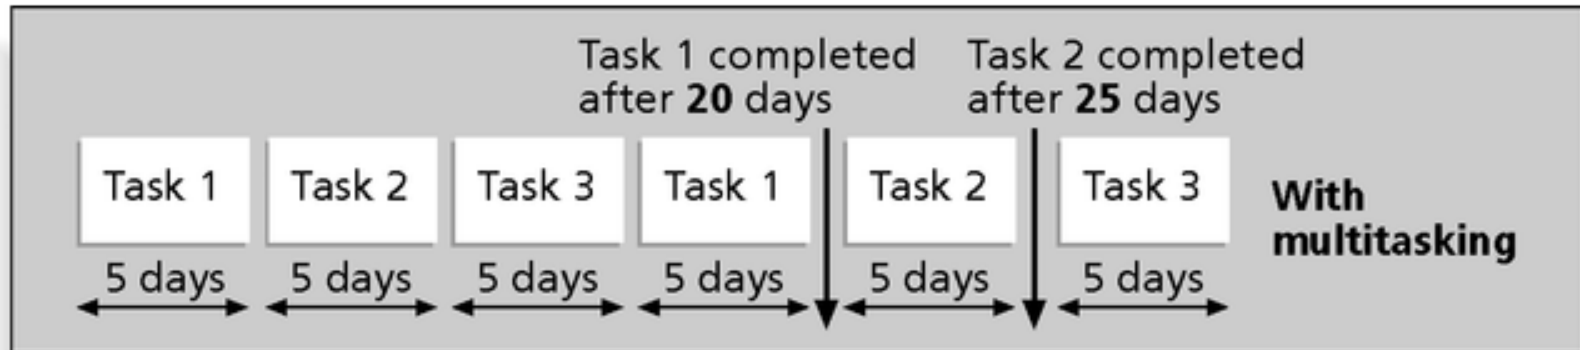 Task 1 completed
after 20 days
Task 2 completed
after 25 days
Task 1
Task 2
Task 3
Task 1
Task 2
Task 3
With
multitasking
5 days
5 days
5 days
5 days
5 days
5 days